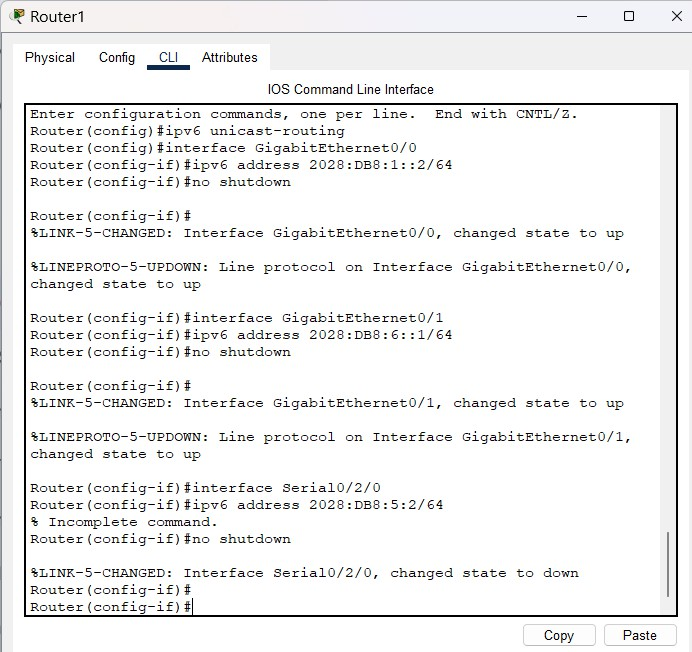 Router1
Physical Config CLI Attributes
IOS Command Line Interface
Enter configuration commands, one per line.  End with CNTL/Z.
Router(config)#ipv6 unicast-routing
Router(config)#interface GigabitEthernet0/0
Router(config-if)#ipv6 address 2028:DB8:1::2/64
Router(config-if)#no shutdown
Router(config-if)#
%LINK-5-CHANGED: Interface GigabitEthernet0/0, changed state to up
%LINEPROTO-5-UPDOWN: Line protocol on Interface GigabitEthernet0/0,
changed state to up
Router(config-if)#interface GigabitEthernet0/1
Router(config-if)#ipv6 address 2028:DB8:6::1/64
Router(config-if)#no shutdown
Router(config-if)#
%LINK-5-CHANGED: Interface GigabitEthernet0/1, changed state to up
%LINEPROTO-5-UPDOWN: Line protocol on Interface GigabitEthernet0/1,
changed state to up
Router(config-if)#interface Serial0/2/0
Router(config-if)#ipv6 address 2028:DB8:5:2/64
% Incomplete command.
Router(config-if)#no shutdown
%LINK-5-CHANGED: Interface Serial0/2/0, changed state to down
Router(config-if)#
Router(config-if)#
Copy Paste